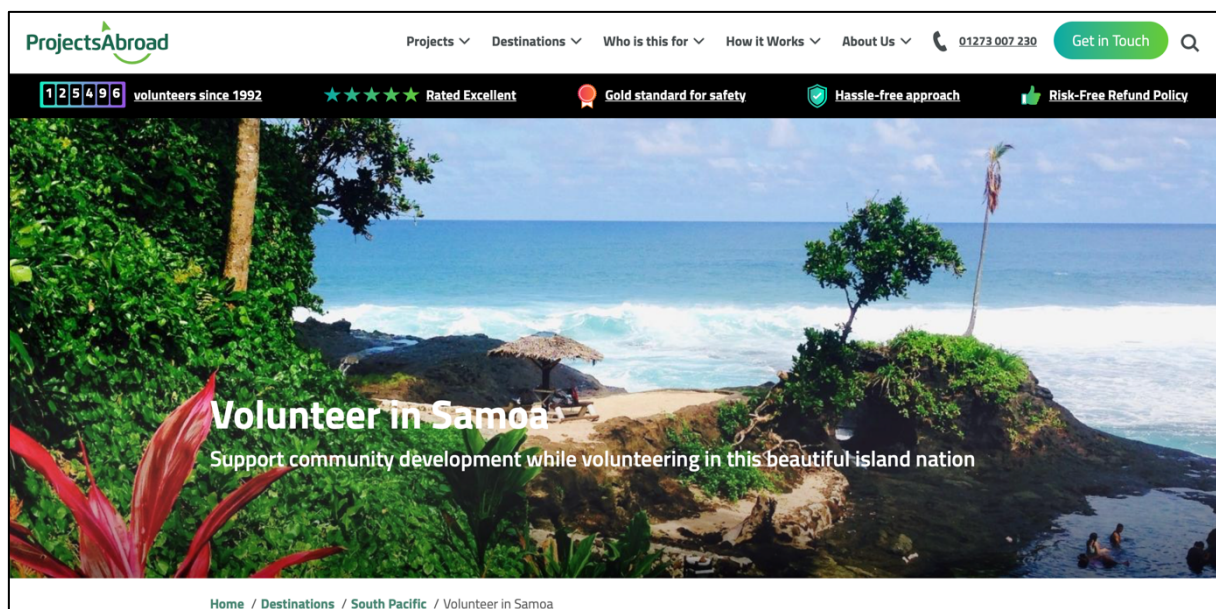 ProjectsAbroad
Projects Destinations Who is this for How it Works About Us 01273 007 230 Get in Touch
125496 volunteers since 1992 Rated Excellent Gold standard for safety Hassle-free approach Risk-Free Refund Policy
Volunteer in Samoa
Support community development while volunteering in this beautiful island nation
Home / Destinations / South Pacific / Volunteer in Samoa